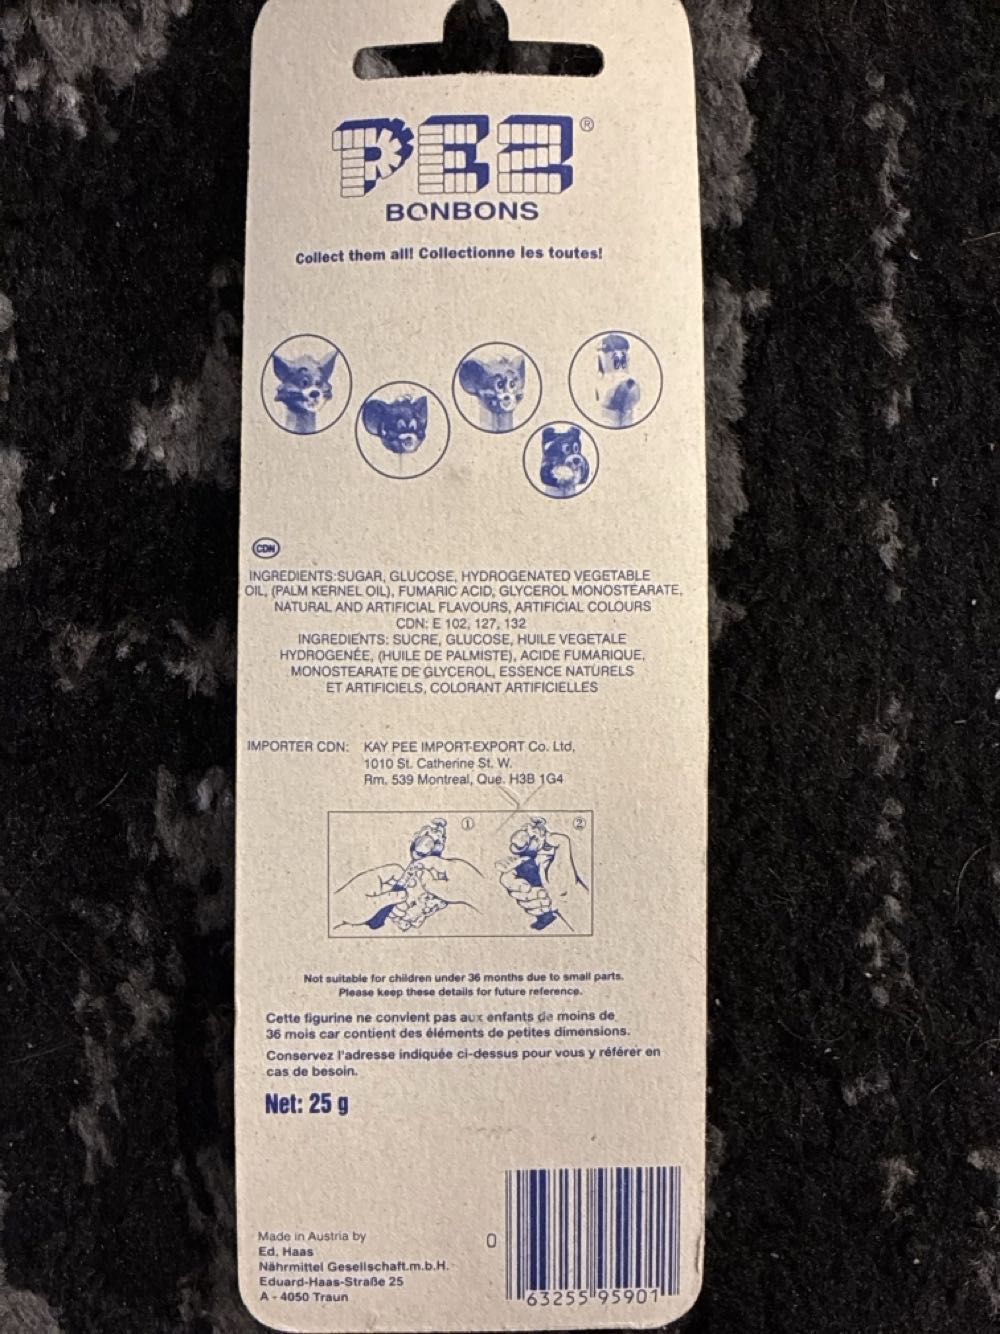 PEZ®
BONBONS
Collect them all! Collectionne les toutes!
CDN
INGREDIENTS:SUGAR, GLUCOSE, HYDROGENATED VEGETABLE
OIL, (PALM KERNEL OIL), FUMARIC ACID, GLYCEROL MONOSTEARATE,
NATURAL AND ARTIFICIAL FLAVOURS, ARTIFICIAL COLOURS
CDN: E 102, 127, 132
INGREDIENTS: SUCRE, GLUCOSE, HUILE VEGETALE
HYDROGENÉE, (HUILE DE PALMISTE), ACIDE FUMARIQUE,
MONOSTEARATE DE GLYCEROL, ESSENCE NATURELS
ET ARTIFICIELS, COLORANT ARTIFICIELLES
IMPORTER CDN: KAY PEE IMPORT-EXPORT Co. Ltd,
1010 St. Catherine St. W.
Rm. 539 Montreal, Que. H3B 1G4
① ②
Not suitable for children under 36 months due to small parts.
Please keep these details for future reference.
Cette figurine ne convient pas aux enfants de moins de
36 mois car contient des éléments de petites dimensions.
Conservez l'adresse indiquée ci-dessus pour vous y référer en
cas de besoin.
Net: 25 g
Made in Austria by
Ed. Haas
Nährmittel Gesellschaft.m.b.H.
Eduard-Haas-Straße 25
A - 4050 Traun
0 63255 95901